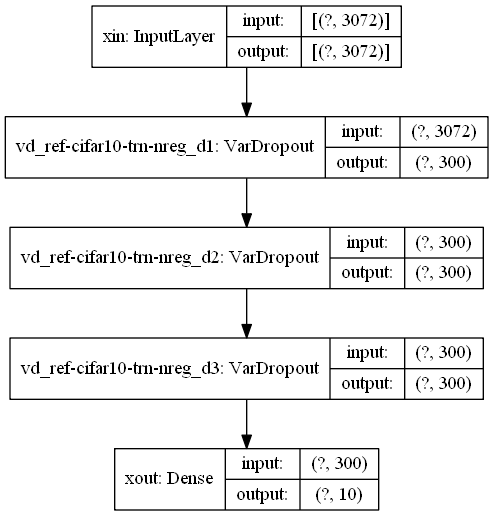 xin: InputLayer
input: [(?, 3072)]
output: [(?, 3072)]
vd_ref-cifar10-trn-nreg_d1: VarDropout
input: (?, 3072)
output: (?, 300)
vd_ref-cifar10-trn-nreg_d2: VarDropout
input: (?, 300)
output: (?, 300)
vd_ref-cifar10-trn-nreg_d3: VarDropout
input: (?, 300)
output: (?, 300)
xout: Dense
input: (?, 300)
output: (?, 10)